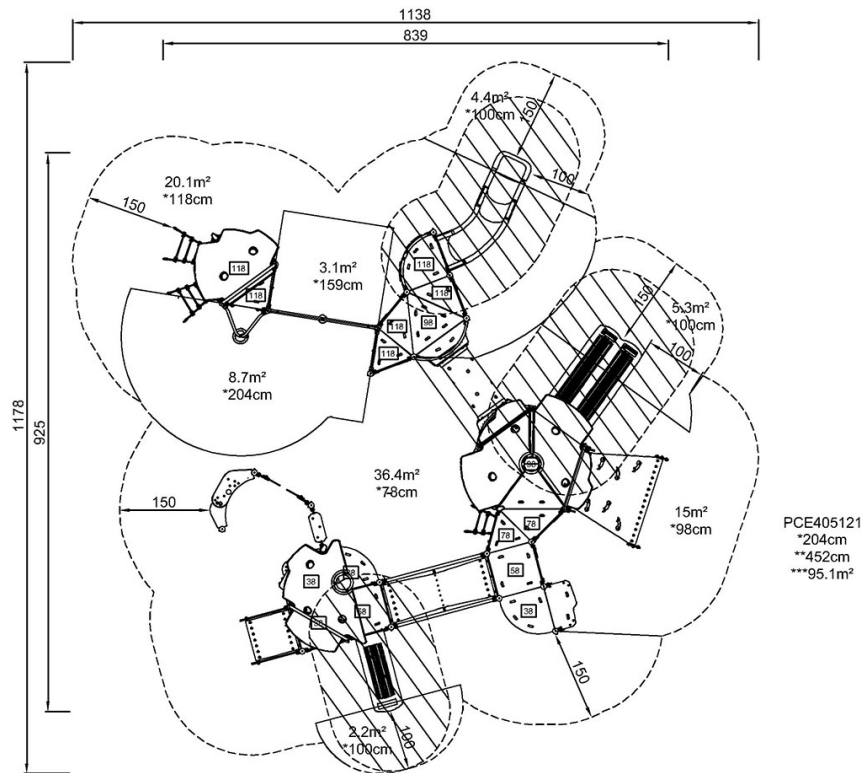 1138
839
4.4m²
*100cm
150
100
20.1m²
*118cm
150
1178
925
118
118
3.1m²
*159cm
118
118
98
118
118
5.3m²
*100cm
150
100
8.7m²
*204cm
36.4m²
*78cm
98
15m²
*98cm
PCE405121
*204cm
**452cm
***95.1m²
150
78
78
58
38
38
58
150
2.2m²
*100cm
100